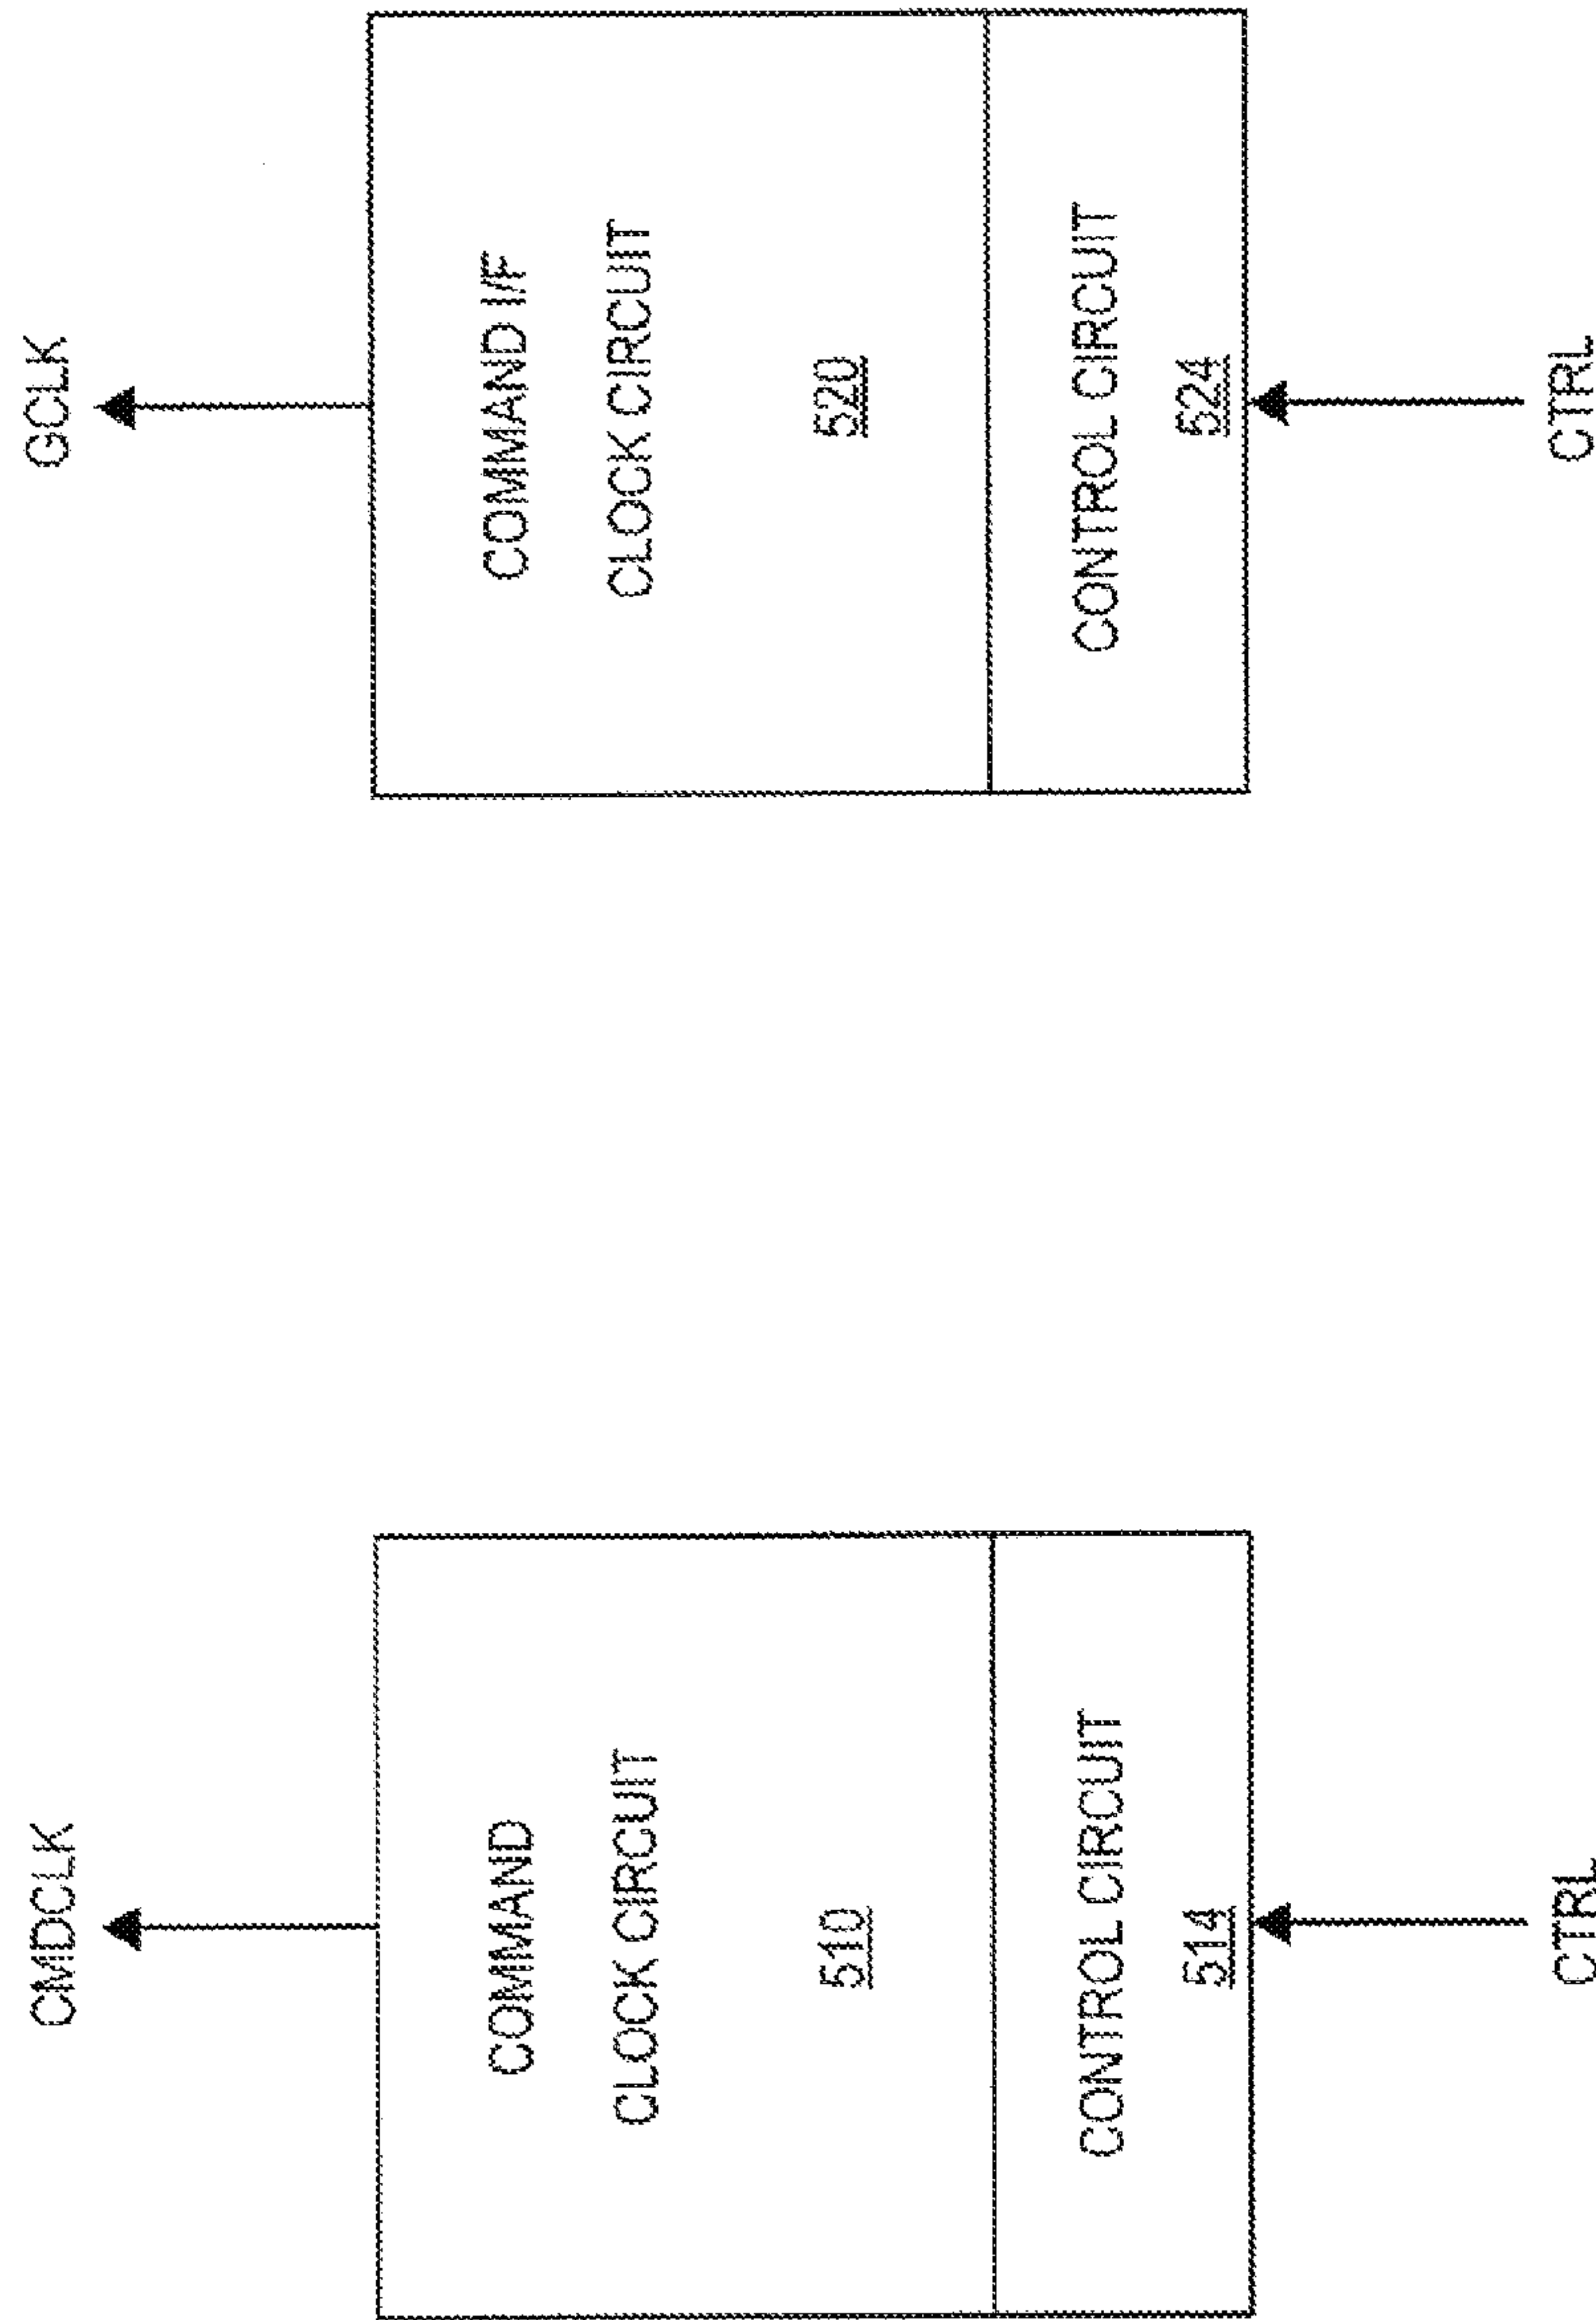 CMDCLK
COMMAND
CLOCK CIRCUIT
510
CONTROL CIRCUIT
514
CTRL
GCLK
COMMAND I/F
CLOCK CIRCUIT
520
CONTROL CIRCUIT
524
CTRL